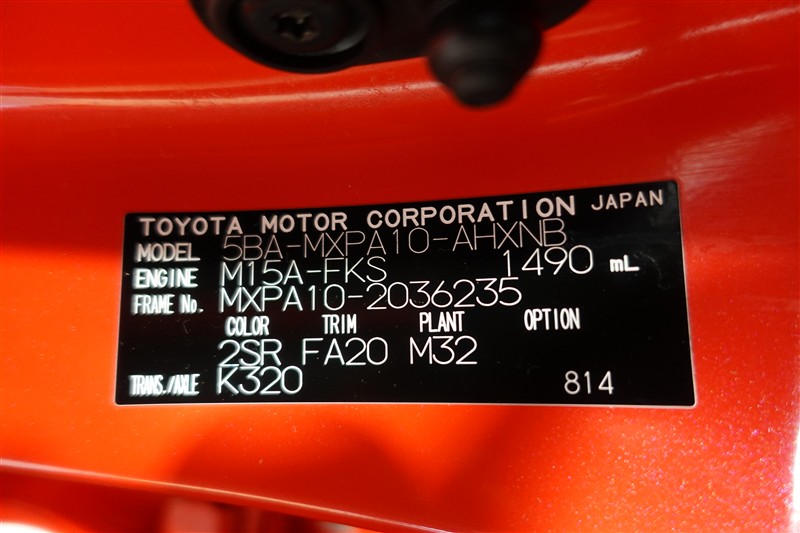 TOYOTA MOTOR CORPORATION JAPAN
MODEL 5BA-MXPA10-AHXNB
ENGINE M15A-FKS 1490 mL
FRAME No. MXPA10-2036235
COLOR TRIM PLANT OPTION
2SR FA20 M32
TRANS./AXLE K320 814